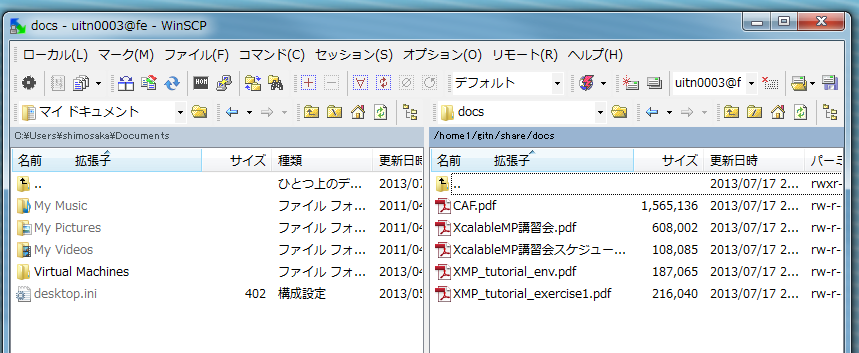 docs - uitn0003@fe - WinSCP
ローカル(L) マーク(M) ファイル(F) コマンド(C) セッション(S) オプション(O) リモート(R) ヘルプ(H)
デフォルト uitn0003@f
マイ ドキュメント docs
C:¥Users¥shimosaka¥Documents /home1/gitn/share/docs
名前 拡張子 サイズ 種類 更新日時 名前 拡張子 サイズ 更新日時 パーミ
.. ひとつ上のデ... 2013/07 .. 2013/07/17 2... rwxr-
My Music ファイル フォ... 2011/04 CAF.pdf 1,565,136 2013/07/17 2... rw-r-
My Pictures ファイル フォ... 2011/04 XcalableMP講習会.pdf 608,002 2013/07/17 2... rw-r-
My Videos ファイル フォ... 2011/04 XcalableMP講習会スケジュー... 108,085 2013/07/17 2... rw-r-
Virtual Machines ファイル フォ... 2013/04 XMP_tutorial_env.pdf 187,065 2013/07/17 2... rw-r-
desktop.ini 402 構成設定 2013/05 XMP_tutorial_exercise1.pdf 216,040 2013/07/17 2... rw-r-